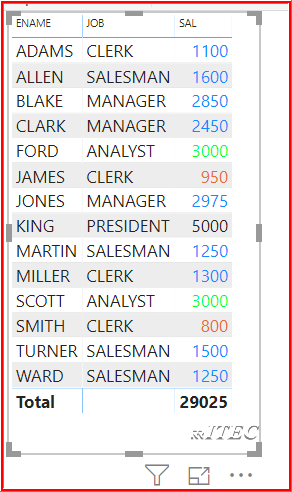 ENAME JOB SAL
ADAMS CLERK 1100
ALLEN SALESMAN 1600
BLAKE MANAGER 2850
CLARK MANAGER 2450
FORD ANALYST 3000
JAMES CLERK 950
JONES MANAGER 2975
KING PRESIDENT 5000
MARTIN SALESMAN 1250
MILLER CLERK 1300
SCOTT ANALYST 3000
SMITH CLERK 800
TURNER SALESMAN 1500
WARD SALESMAN 1250
Total 29025
ITEC